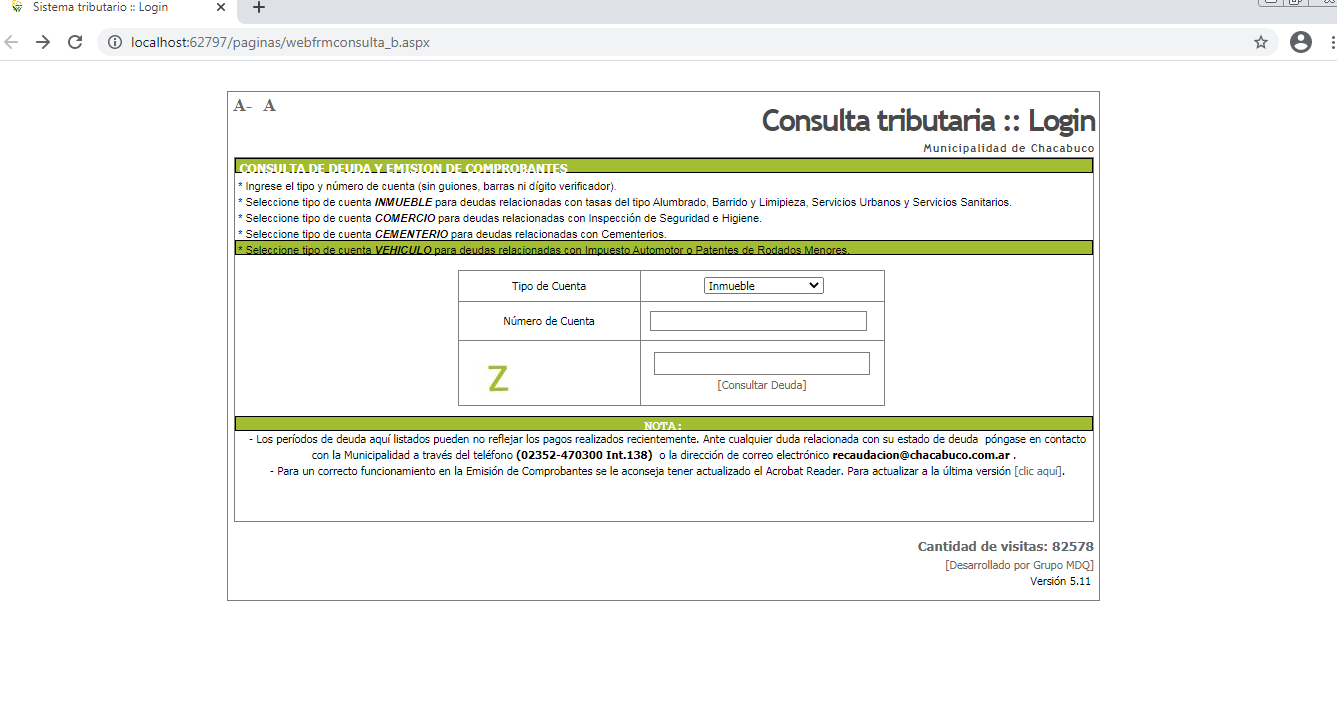 Sistema tributario :: Login
localhost:62797/paginas/webfrmconsulta_b.aspx
A- A
Consulta tributaria :: Login
Municipalidad de Chacabuco
CONSULTA DE DEUDA Y EMISION DE COMPROBANTES
* Ingrese el tipo y número de cuenta (sin guiones, barras ni dígito verificador).
* Seleccione tipo de cuenta INMUEBLE para deudas relacionadas con tasas del tipo Alumbrado, Barrido y Limipieza, Servicios Urbanos y Servicios Sanitarios.
* Seleccione tipo de cuenta COMERCIO para deudas relacionadas con Inspección de Seguridad e Higiene.
* Seleccione tipo de cuenta CEMENTERIO para deudas relacionadas con Cementerios.
* Seleccione tipo de cuenta VEHICULO para deudas relacionadas con Impuesto Automotor o Patentes de Rodados Menores.
Tipo de Cuenta Inmueble
Número de Cuenta
Z
[Consultar Deuda]
NOTA:
- Los períodos de deuda aquí listados pueden no reflejar los pagos realizados recientemente. Ante cualquier duda relacionada con su estado de deuda póngase en contacto
con la Municipalidad a través del teléfono (02352-470300 Int.138) o la dirección de correo electrónico recaudacion@chacabuco.com.ar .
- Para un correcto funcionamiento en la Emisión de Comprobantes se le aconseja tener actualizado el Acrobat Reader. Para actualizar a la última versión [clic aquí].
Cantidad de visitas: 82578
[Desarrollado por Grupo MDQ]
Versión 5.11